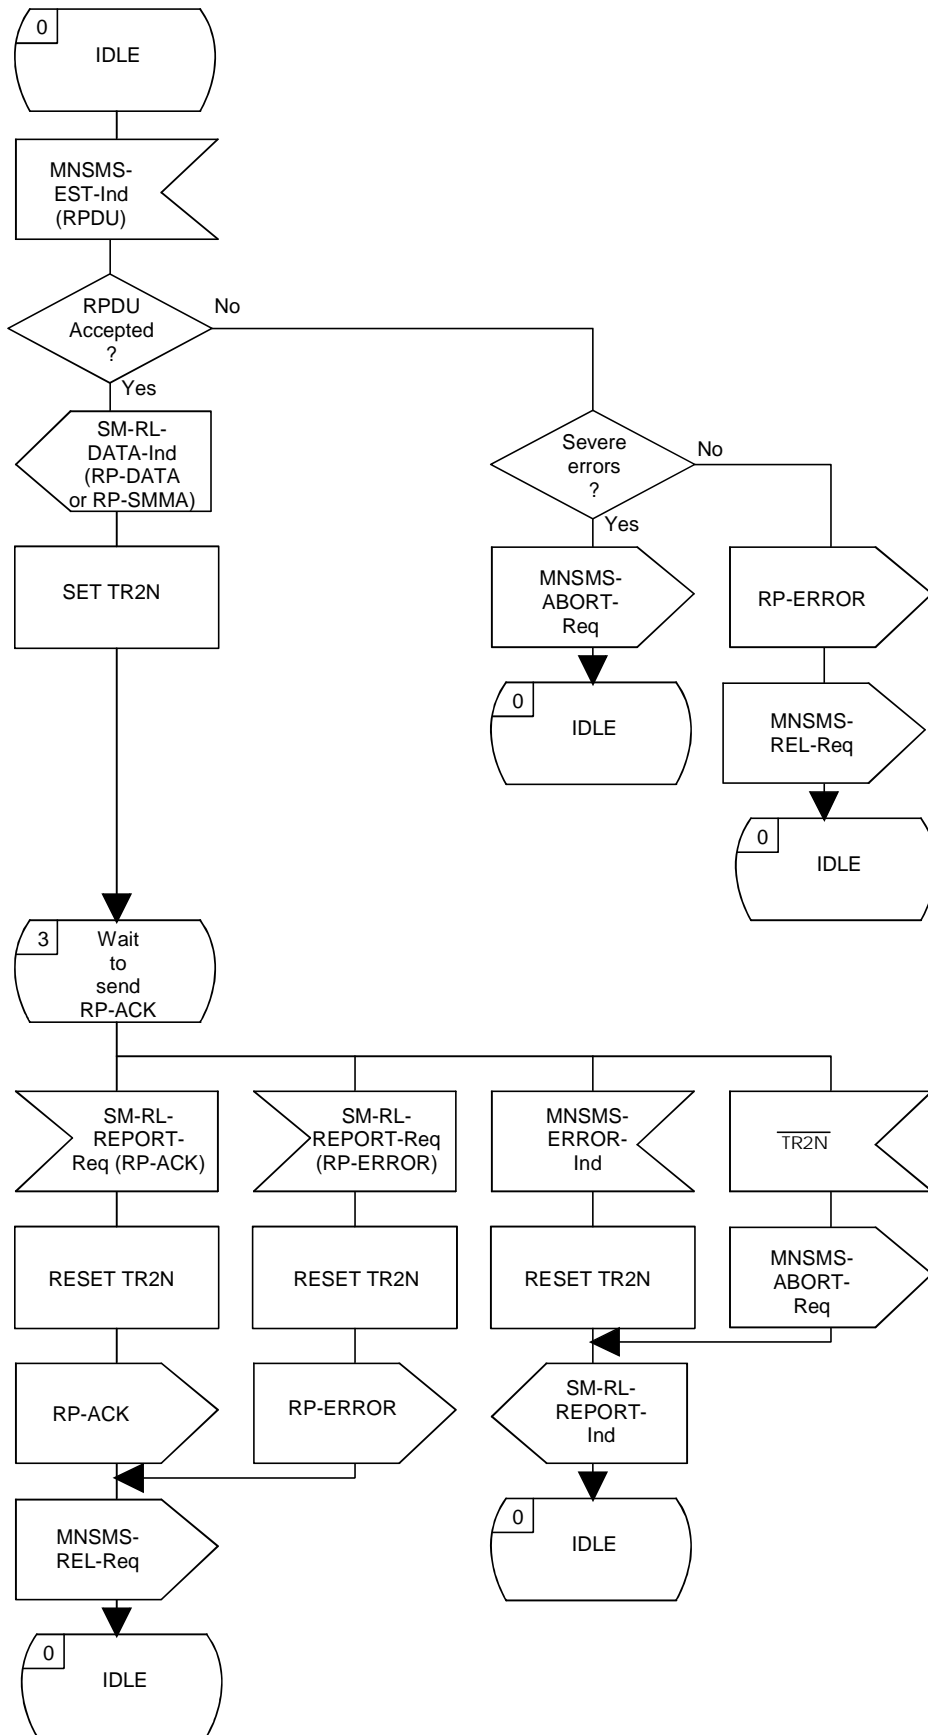 0
IDLE
MNSMS-
EST-Ind
(RPDU)
RPDU
Accepted
?
No
Yes
SM-RL-
DATA-Ind
(RP-DATA
or RP-SMMA)
Severe
errors
?
No
Yes
SET TR2N
MNSMS-
ABORT-
Req
RP-ERROR
0
IDLE
MNSMS-
REL-Req
0
IDLE
3
Wait
to
send
RP-ACK
SM-RL-
REPORT-
Req (RP-ACK)
SM-RL-
REPORT-Req
(RP-ERROR)
MNSMS-
ERROR-
Ind
TR2N
RESET TR2N
RESET TR2N
RESET TR2N
MNSMS-
ABORT-
Req
RP-ACK
RP-ERROR
SM-RL-
REPORT-
Ind
MNSMS-
REL-Req
0
IDLE
0
IDLE